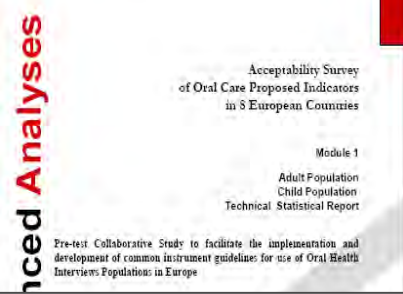 nced Analyses
Acceptability Survey
of Oral Care Proposed Indicators
in 8 European Countries
Module 1
Adult Population
Child Population
Technical Statistical Report
Pre-test Collaborative Study to facilitate the implementation and
development of common instrument guidelines for use of Oral Health
Interviews Populations in Europe